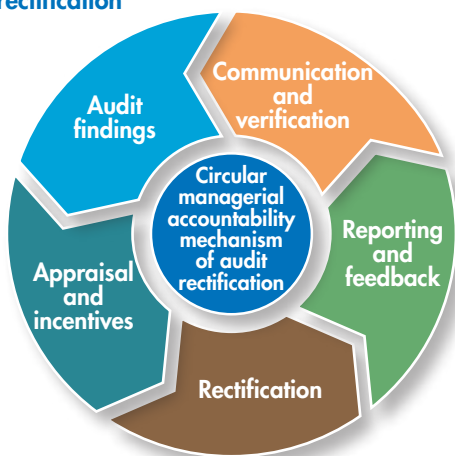 rectification
Communication
and
verification
Audit
findings
Circular
managerial
accountability
mechanism
of audit
rectification
Reporting
and
feedback
Appraisal
and
incentives
Rectification